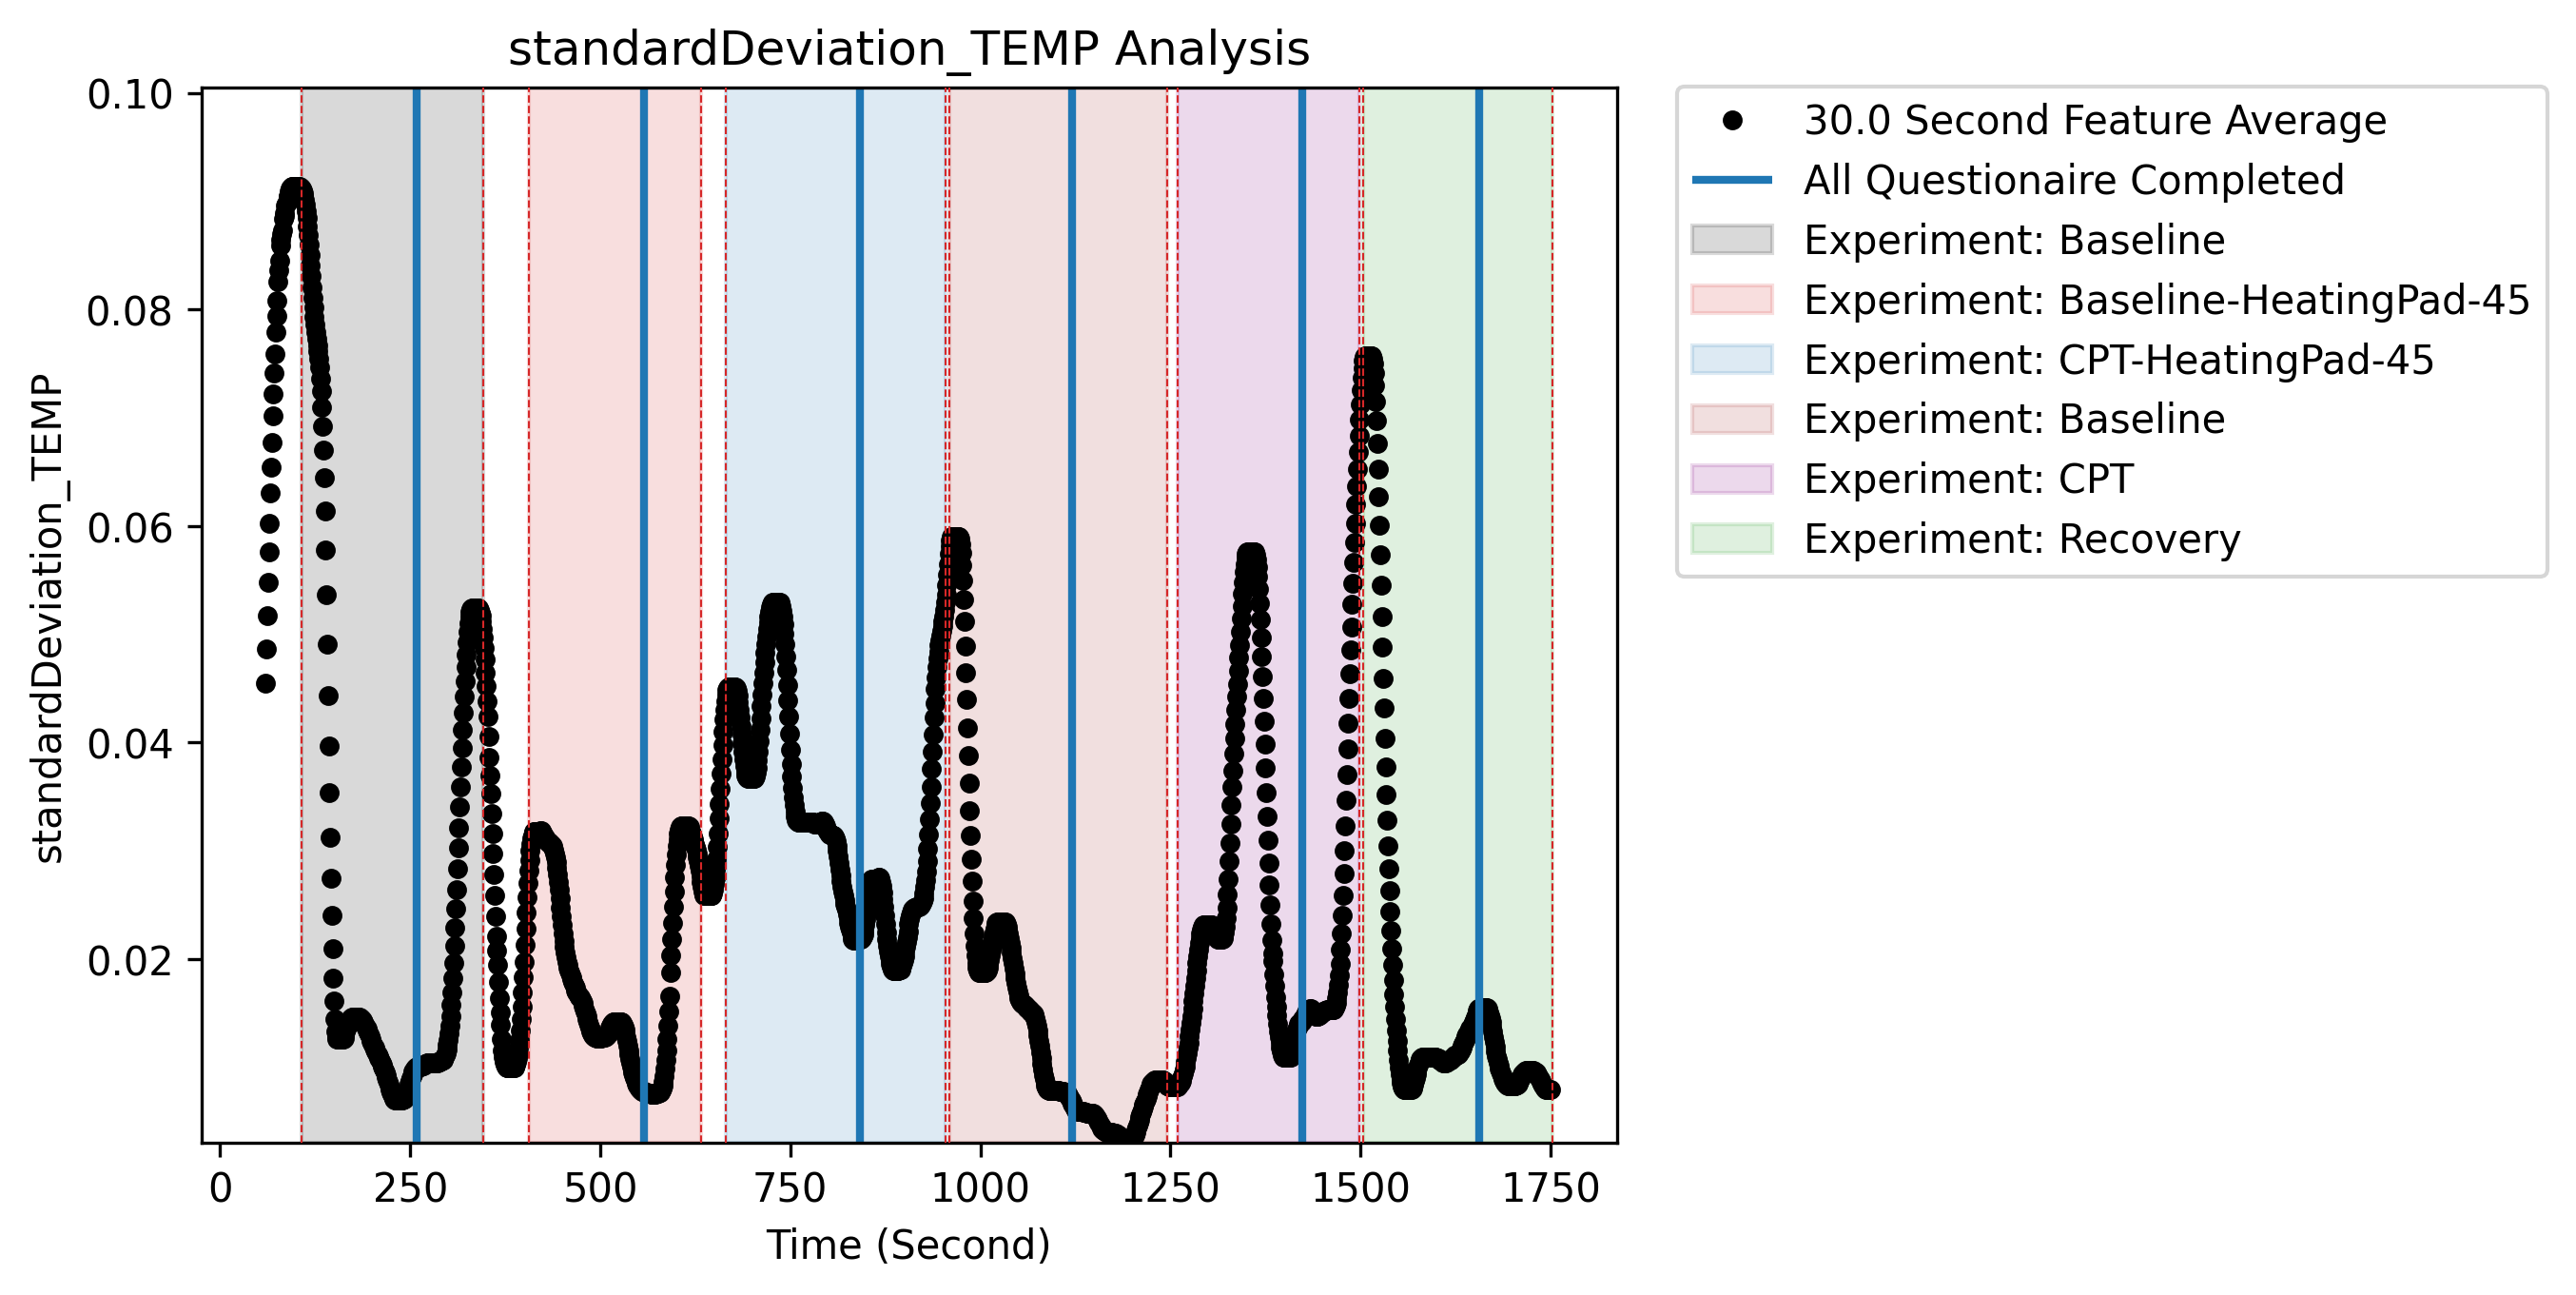 standardDeviation_TEMP Analysis
standardDeviation_TEMP
0.10
0.08
0.06
0.04
0.02
0 250 500 750 1000 1250 1500 1750
Time (Second)
30.0 Second Feature Average
All Questionaire Completed
Experiment: Baseline
Experiment: Baseline-HeatingPad-45
Experiment: CPT-HeatingPad-45
Experiment: Baseline
Experiment: CPT
Experiment: Recovery